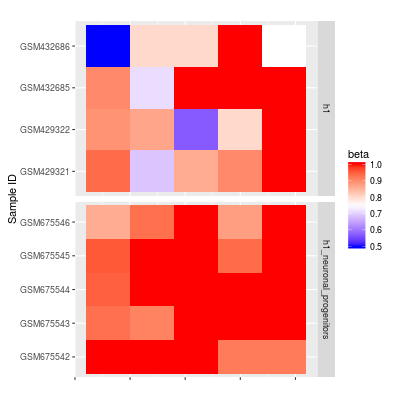 GSM432686
GSM432685
GSM429322
GSM429321
h1
GSM675546
GSM675545
GSM675544
GSM675543
GSM675542
h1_neuronal_progenitors
Sample ID
beta
1.0
0.9
0.8
0.7
0.6
0.5